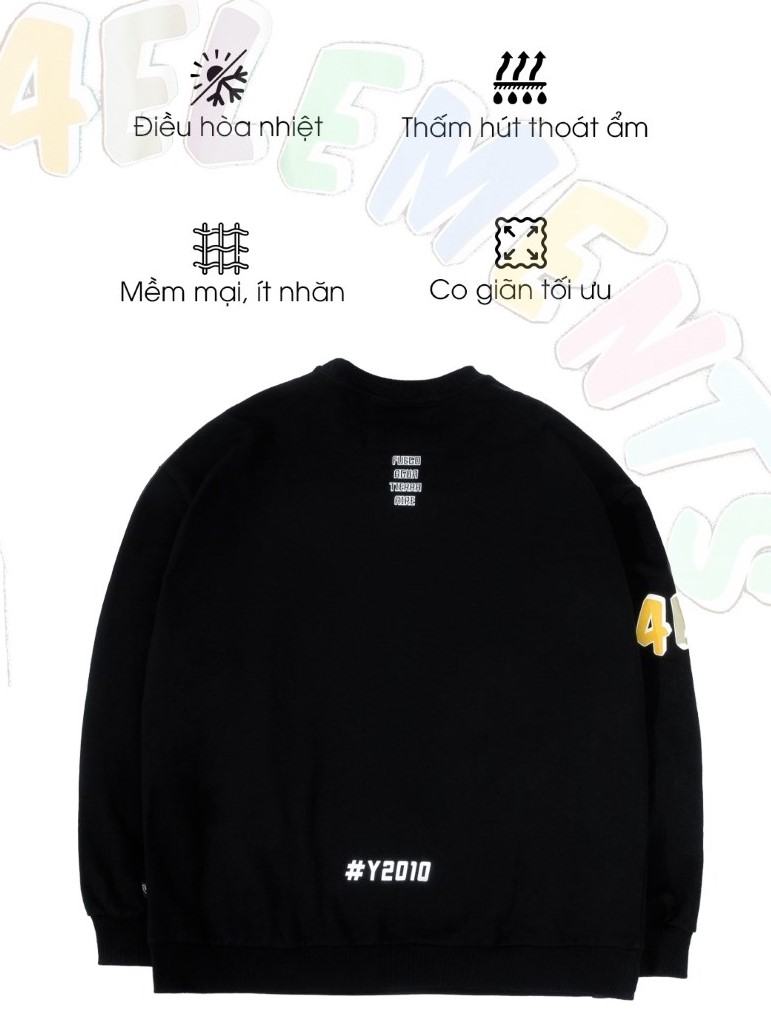 4ELEMENTS
Điều hòa nhiệt
Thấm hút thoát ẩm
Mềm mại, ít nhăn
Co giãn tối ưu
FUEGO
AGUA
TIERRA
AIRE
4E
#Y2010